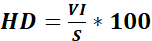 HD = VI/S * 100